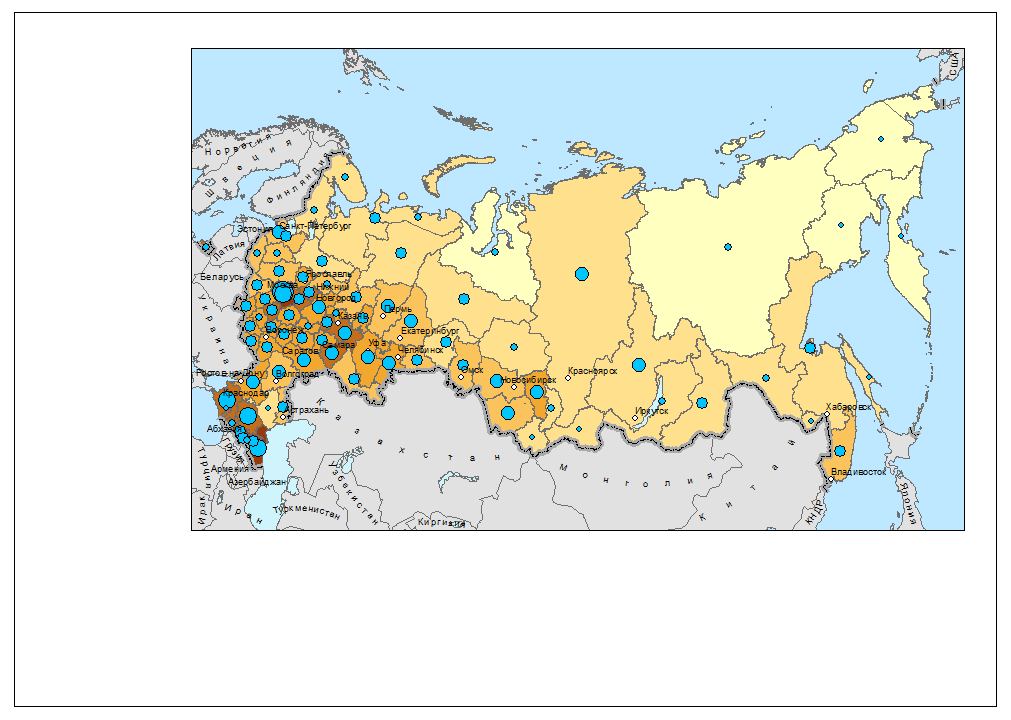 США
Норвегия
Швеция
Финляндия
Эстония
Санкт-Петербург
Латвия
Беларусь
Ярославль
Москва
Нижний
Новгород
Украина
Казань
Пермь
Воронеж
Екатеринбург
Самара
Уфа
Саратов
Челябинск
Ростов-на-Дону
Волгоград
Омск
Новосибирск
Красноярск
Краснодар
Астрахань
Иркутск
Хабаровск
Абхазия
Грузия
Казахстан
Турция
Армения
Азербайджан
Узбекистан
Монголия
Китай
Владивосток
Ирак
Иран
Туркменистан
Киргизия
КНДР
Япония